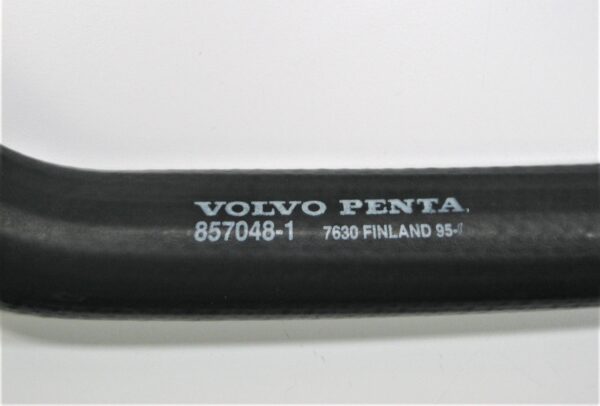 VOLVO PENTA
857048-1 7630 FINLAND 95-